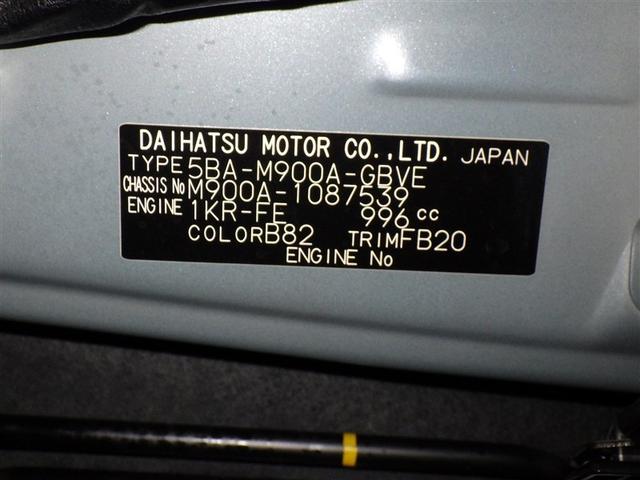 DAIHATSU MOTOR CO.,LTD. JAPAN
TYPE 5BA-M900A-GBVE
CHASSIS No M900A-1087539
ENGINE 1KR-FE 996 cc
COLOR B82 TRIM FB20
ENGINE No